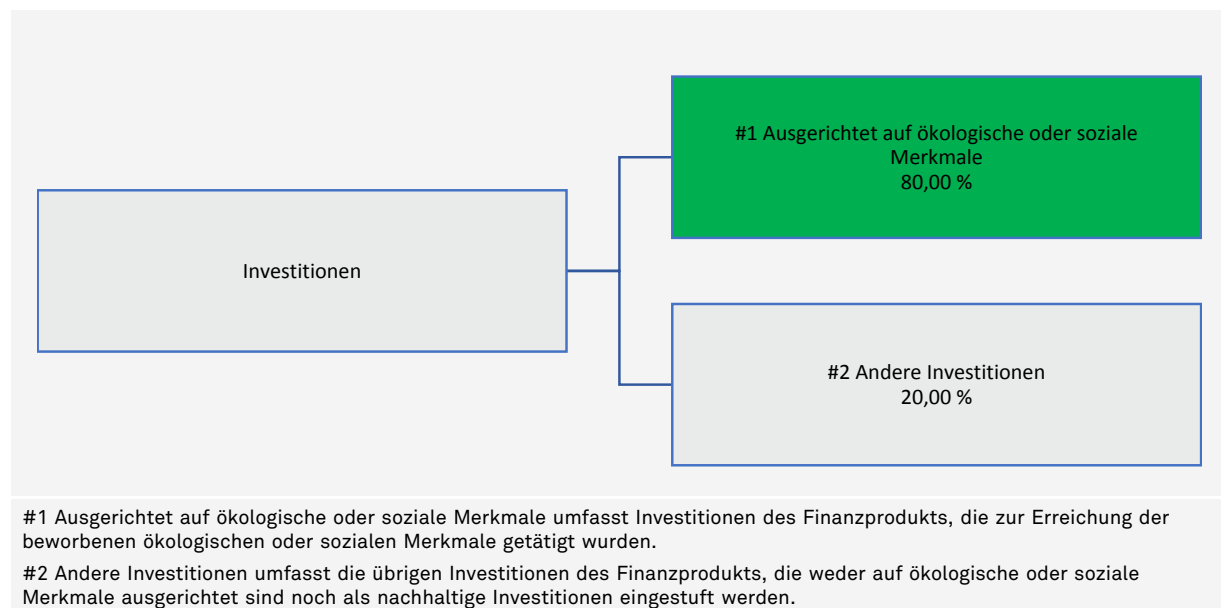 #1 Ausgerichtet auf ökologische oder soziale
Merkmale
80,00 %
Investitionen
#2 Andere Investitionen
20,00 %
#1 Ausgerichtet auf ökologische oder soziale Merkmale umfasst Investitionen des Finanzprodukts, die zur Erreichung der
beworbenen ökologischen oder sozialen Merkmale getätigt wurden.
#2 Andere Investitionen umfasst die übrigen Investitionen des Finanzprodukts, die weder auf ökologische oder soziale
Merkmale ausgerichtet sind noch als nachhaltige Investitionen eingestuft werden.